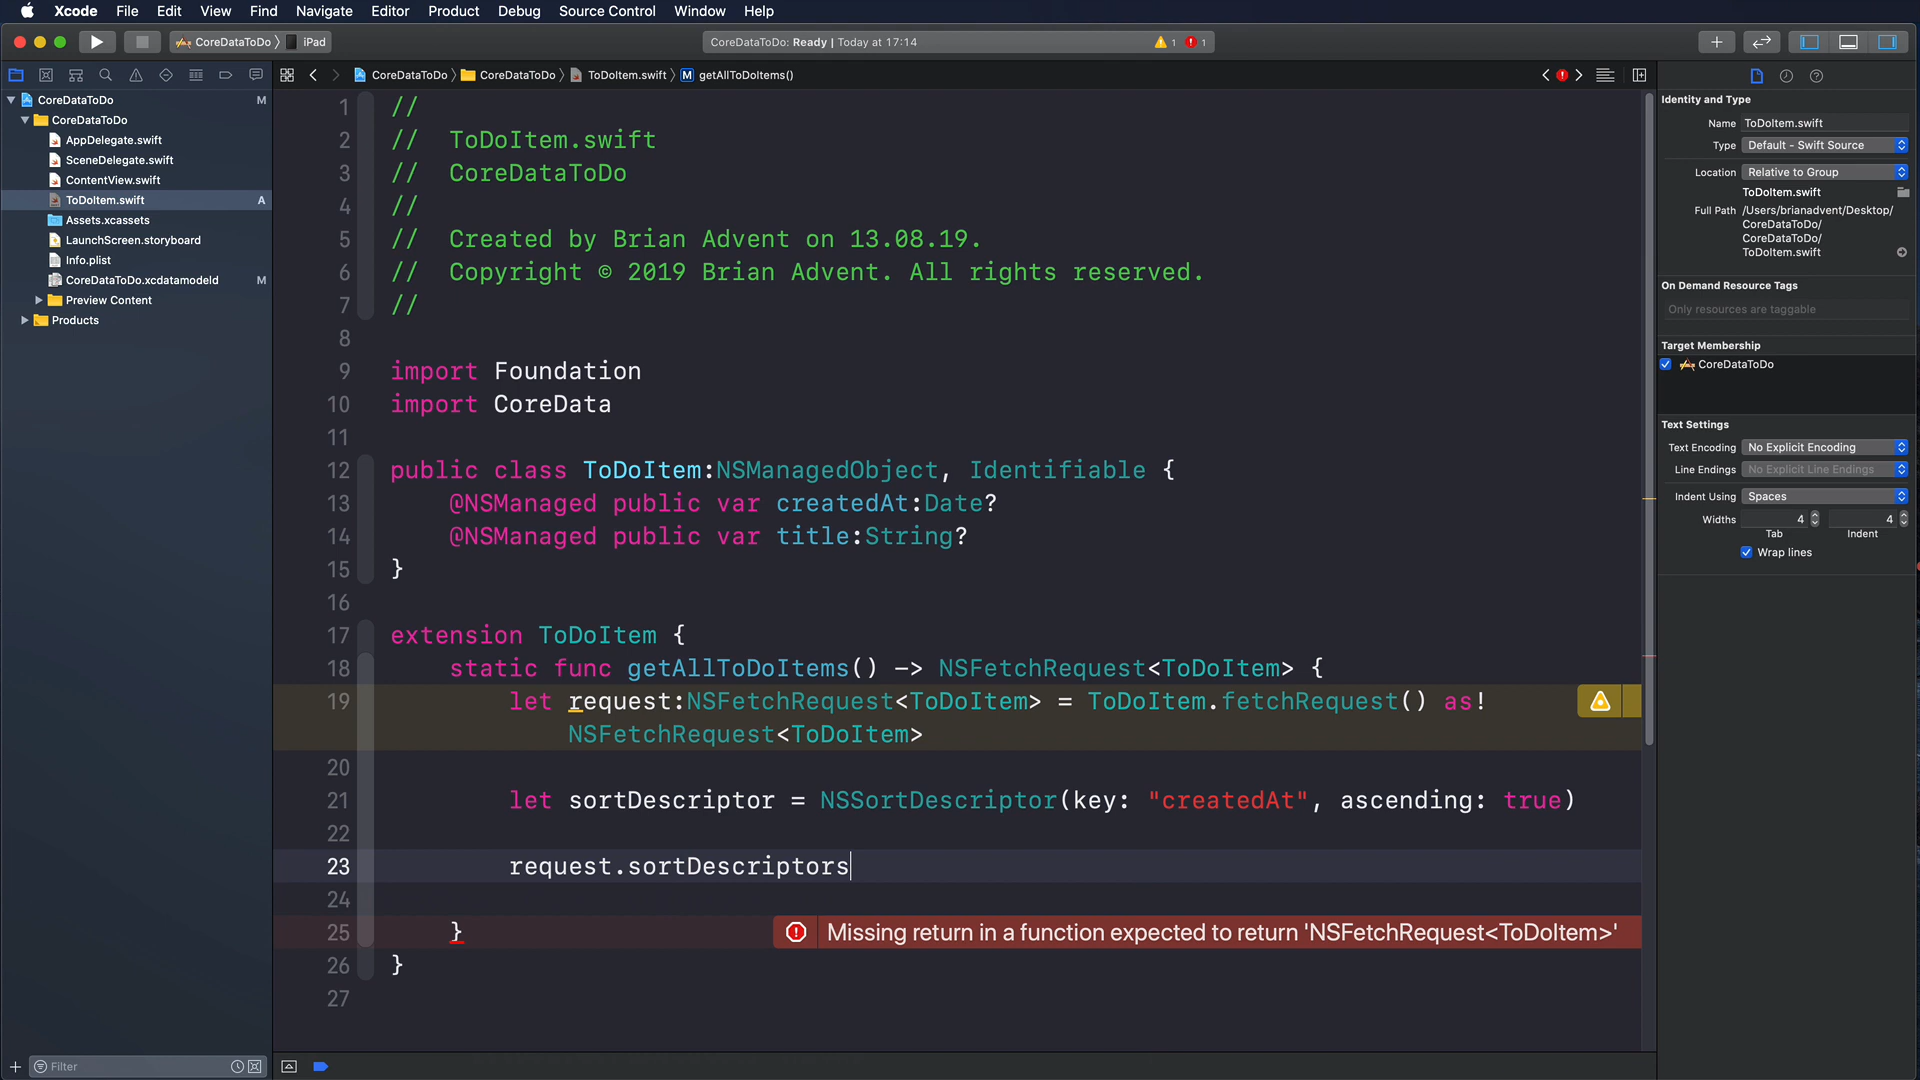 Xcode File Edit View Find Navigate Editor Product Debug Source Control Window Help
CoreDataToDo iPad
CoreDataToDo: Ready | Today at 17:14
1 1
CoreDataToDo CoreDataToDo ToDoItem.swift M getAllToDoItems()
CoreDataToDo M
CoreDataToDo
AppDelegate.swift
SceneDelegate.swift
ContentView.swift
ToDoItem.swift A
Assets.xcassets
LaunchScreen.storyboard
Info.plist
CoreDataToDo.xcdatamodeld M
Preview Content
Products
Filter
1 //
2 // ToDoItem.swift
3 // CoreDataToDo
4 //
5 // Created by Brian Advent on 13.08.19.
6 // Copyright © 2019 Brian Advent. All rights reserved.
7 //
8
9 import Foundation
10 import CoreData
11
12 public class ToDoItem:NSManagedObject, Identifiable {
13 @NSManaged public var createdAt:Date?
14 @NSManaged public var title:String?
15 }
16
17 extension ToDoItem {
18 static func getAllToDoItems() -> NSFetchRequest<ToDoItem> {
19 let request:NSFetchRequest<ToDoItem> = ToDoItem.fetchRequest() as!
NSFetchRequest<ToDoItem>
20
21 let sortDescriptor = NSSortDescriptor(key: "createdAt", ascending: true)
22
23 request.sortDescriptors
24
25 } Missing return in a function expected to return 'NSFetchRequest<ToDoItem>'
26 }
27
Identity and Type
Name ToDoItem.swift
Type Default - Swift Source
Location Relative to Group
ToDoItem.swift
Full Path /Users/brianadvent/Desktop/
CoreDataToDo/
CoreDataToDo/
ToDoItem.swift
On Demand Resource Tags
Only resources are taggable
Target Membership
CoreDataToDo
Text Settings
Text Encoding No Explicit Encoding
Line Endings No Explicit Line Endings
Indent Using Spaces
Widths 4 4
Tab Indent
Wrap lines